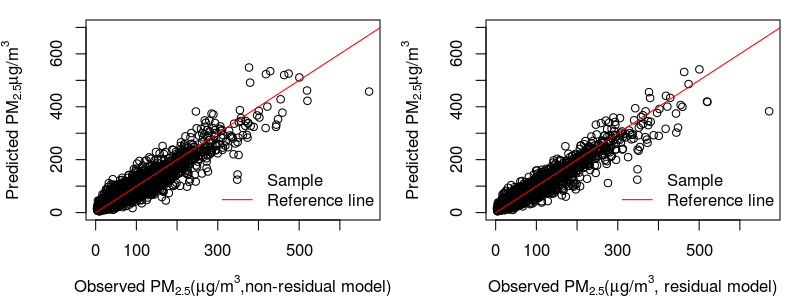 Predicted PM2.5μg/m3
600
400
200
0
Sample
Reference line
0 100 300 500
Observed PM2.5(μg/m3,non-residual model)
Predicted PM2.5μg/m3
600
400
200
0
Sample
Reference line
0 100 300 500
Observed PM2.5(μg/m3, residual model)